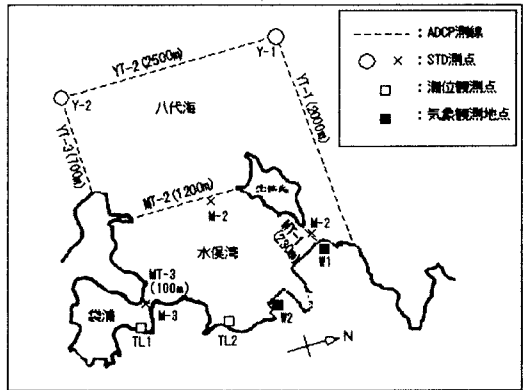 Y-1
YT-2 (2500m)
Y-2
八代海
YT-1 (2000m)
YT-3 (700m)
MT-2 (1200m)
M-2
M-2
MT-1
(230m)
水俣湾
W1
MT-3
(100m)
袋湾
M-3
W2
TL1
TL2
N
: ADCP測線
: STD測点
: 潮位観測点
: 気象観測地点